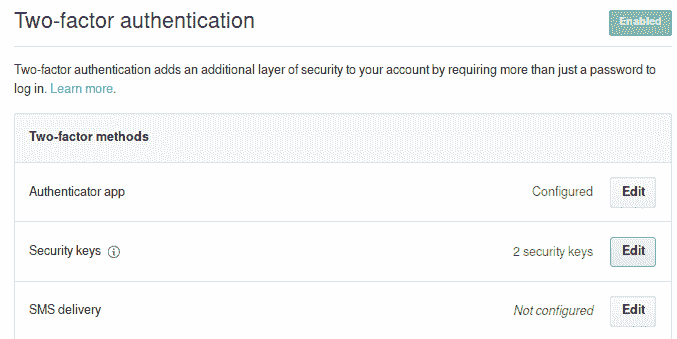 Two-factor authentication
Enabled
Two-factor authentication adds an additional layer of security to your account by requiring more than just a password to
log in. Learn more.
Two-factor methods
Authenticator app Configured Edit
Security keys 2 security keys Edit
SMS delivery Not configured Edit